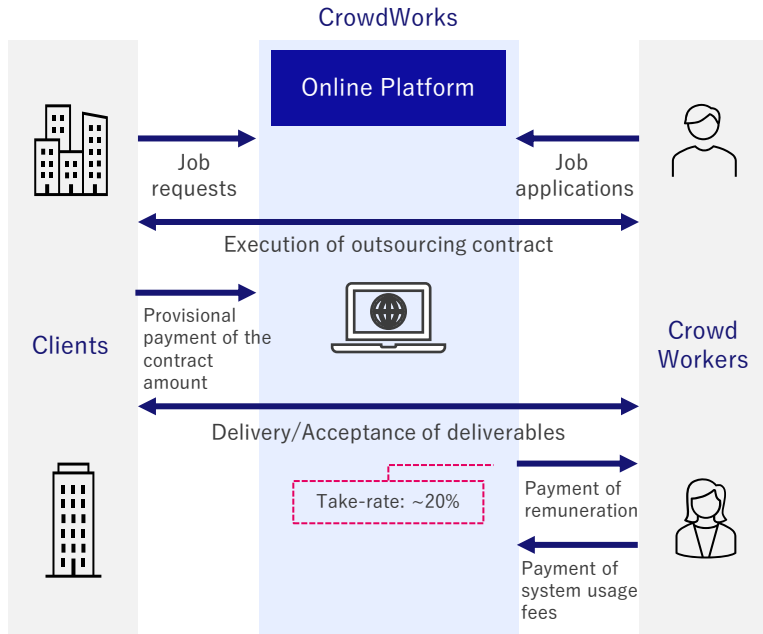 CrowdWorks
Online Platform
Job
requests
Job
applications
Execution of outsourcing contract
Provisional
payment of the
contract
amount
Clients
Crowd
Workers
Delivery/Acceptance of deliverables
Take-rate: ~20%
Payment of
remuneration
Payment of
system usage
fees